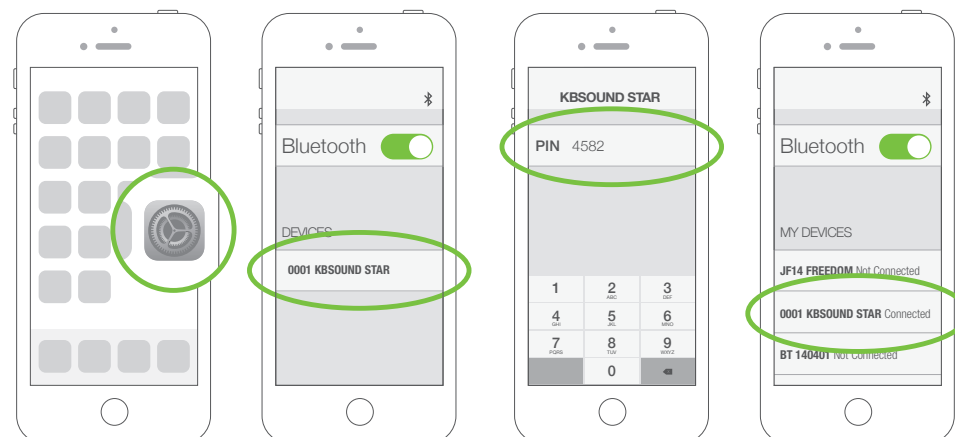 Bluetooth
DEVICES
0001 KBSOUND STAR
KBSOUND STAR
PIN 4582
1 2 3
ABC DEF
4 5 6
GHI JKL MNO
7 8 9
PQRS TUV WXYZ
0
Bluetooth
MY DEVICES
JF14 FREEDOM Not Connected
0001 KBSOUND STAR Connected
BT 140401 Not Connected